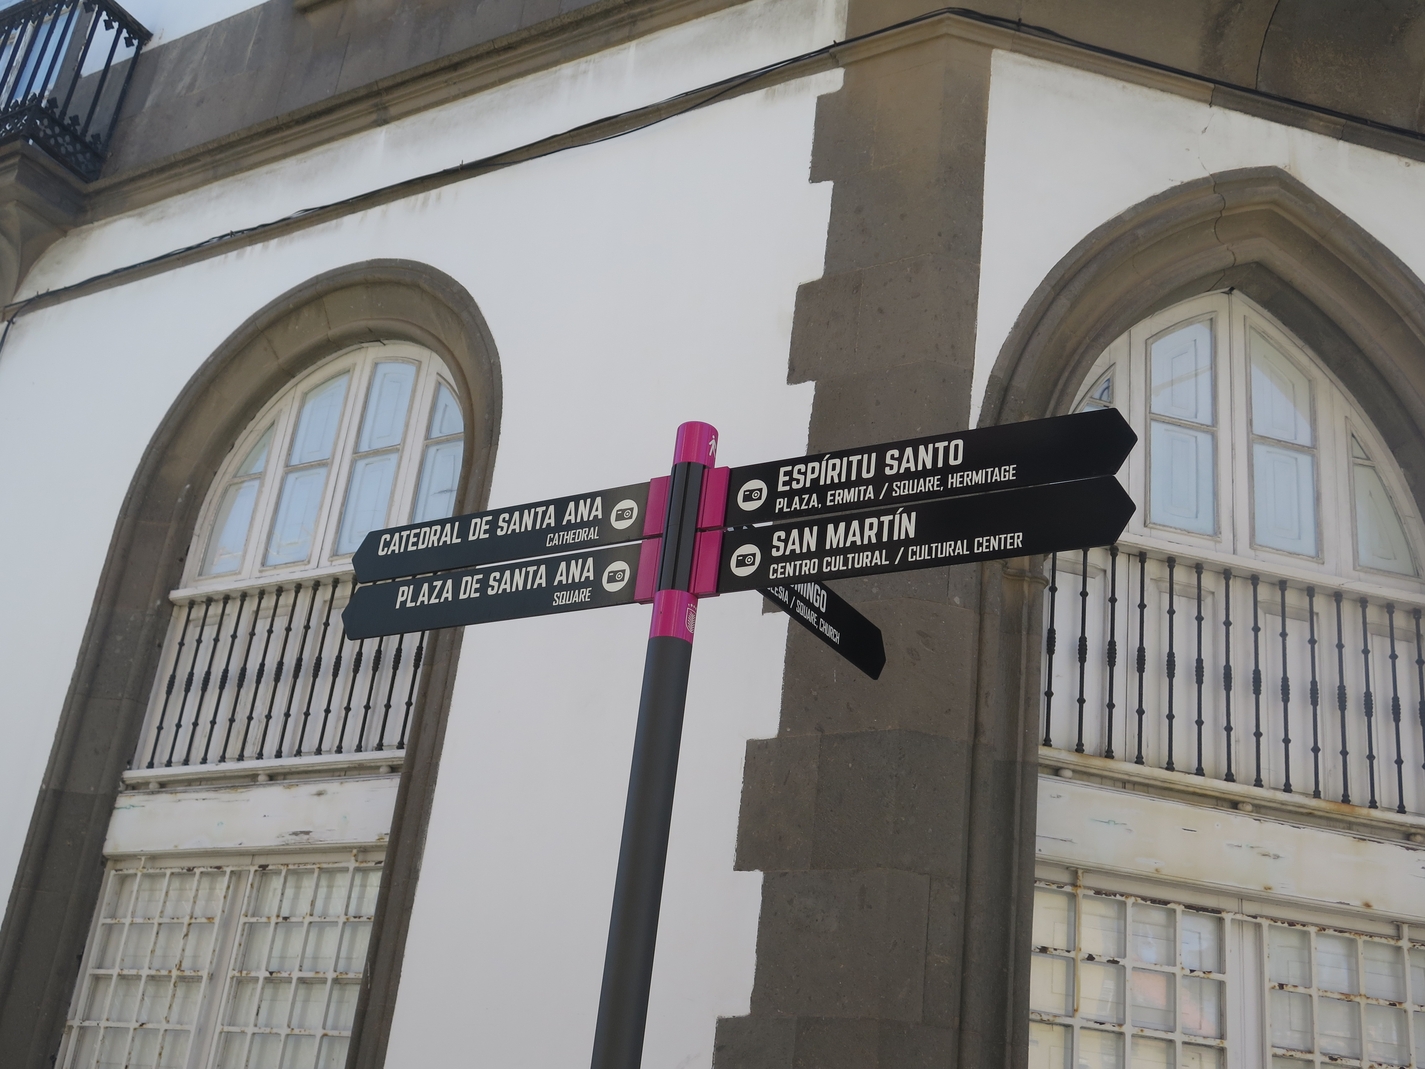 CATEDRAL DE SANTA ANA
CATHEDRAL
PLAZA DE SANTA ANA
SQUARE
ESPÍRITU SANTO
PLAZA, ERMITA / SQUARE, HERMITAGE
SAN MARTÍN
CENTRO CULTURAL / CULTURAL CENTER
/ SQUARE, CHURCH